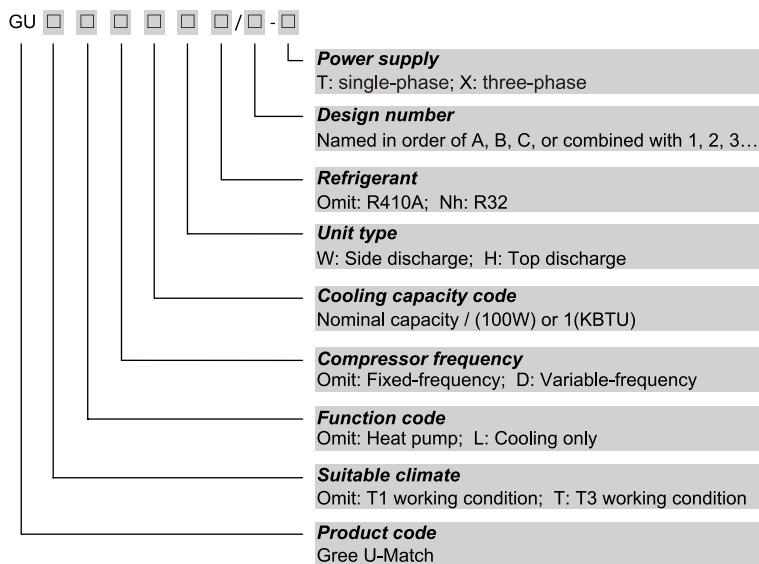 GU □ □ □ □ □ □ / □ - □
Power supply
T: single-phase; X: three-phase
Design number
Named in order of A, B, C, or combined with 1, 2, 3…
Refrigerant
Omit: R410A; Nh: R32
Unit type
W: Side discharge; H: Top discharge
Cooling capacity code
Nominal capacity / (100W) or 1(KBTU)
Compressor frequency
Omit: Fixed-frequency; D: Variable-frequency
Function code
Omit: Heat pump; L: Cooling only
Suitable climate
Omit: T1 working condition; T: T3 working condition
Product code
Gree U-Match